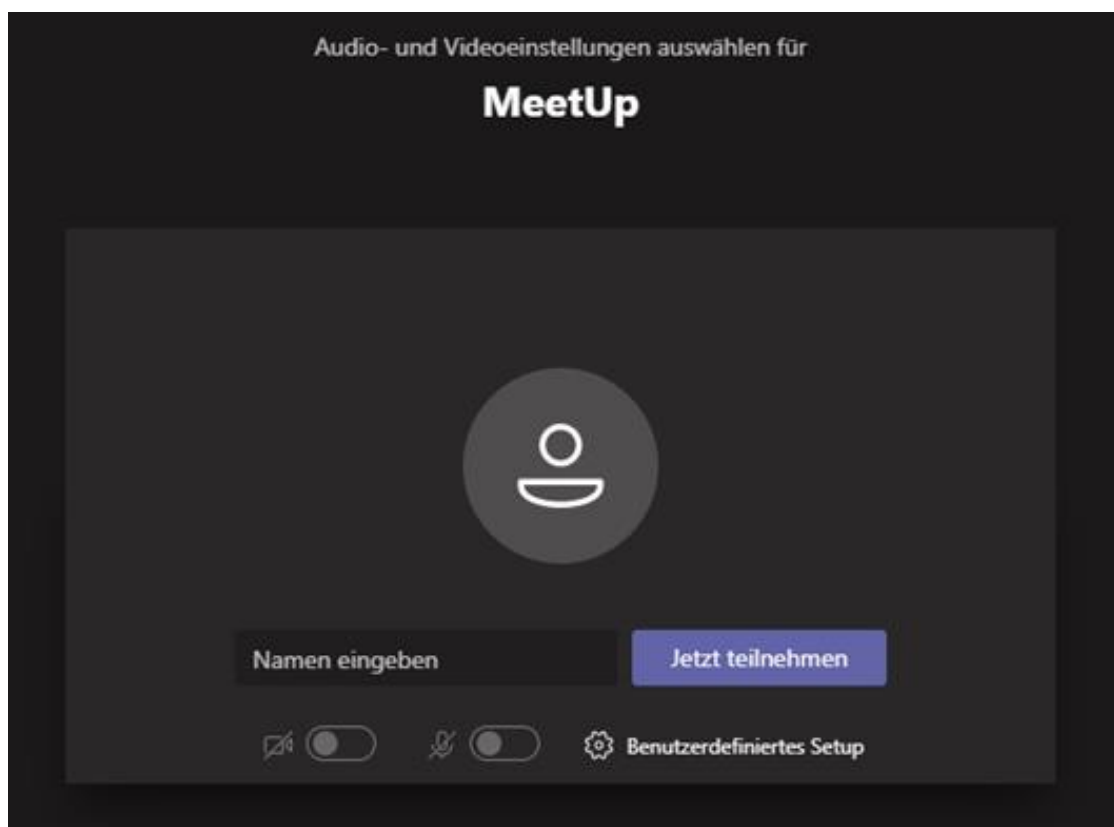 Audio- und Videoeinstellungen auswählen für
MeetUp
Namen eingeben
Jetzt teilnehmen
Benutzerdefiniertes Setup